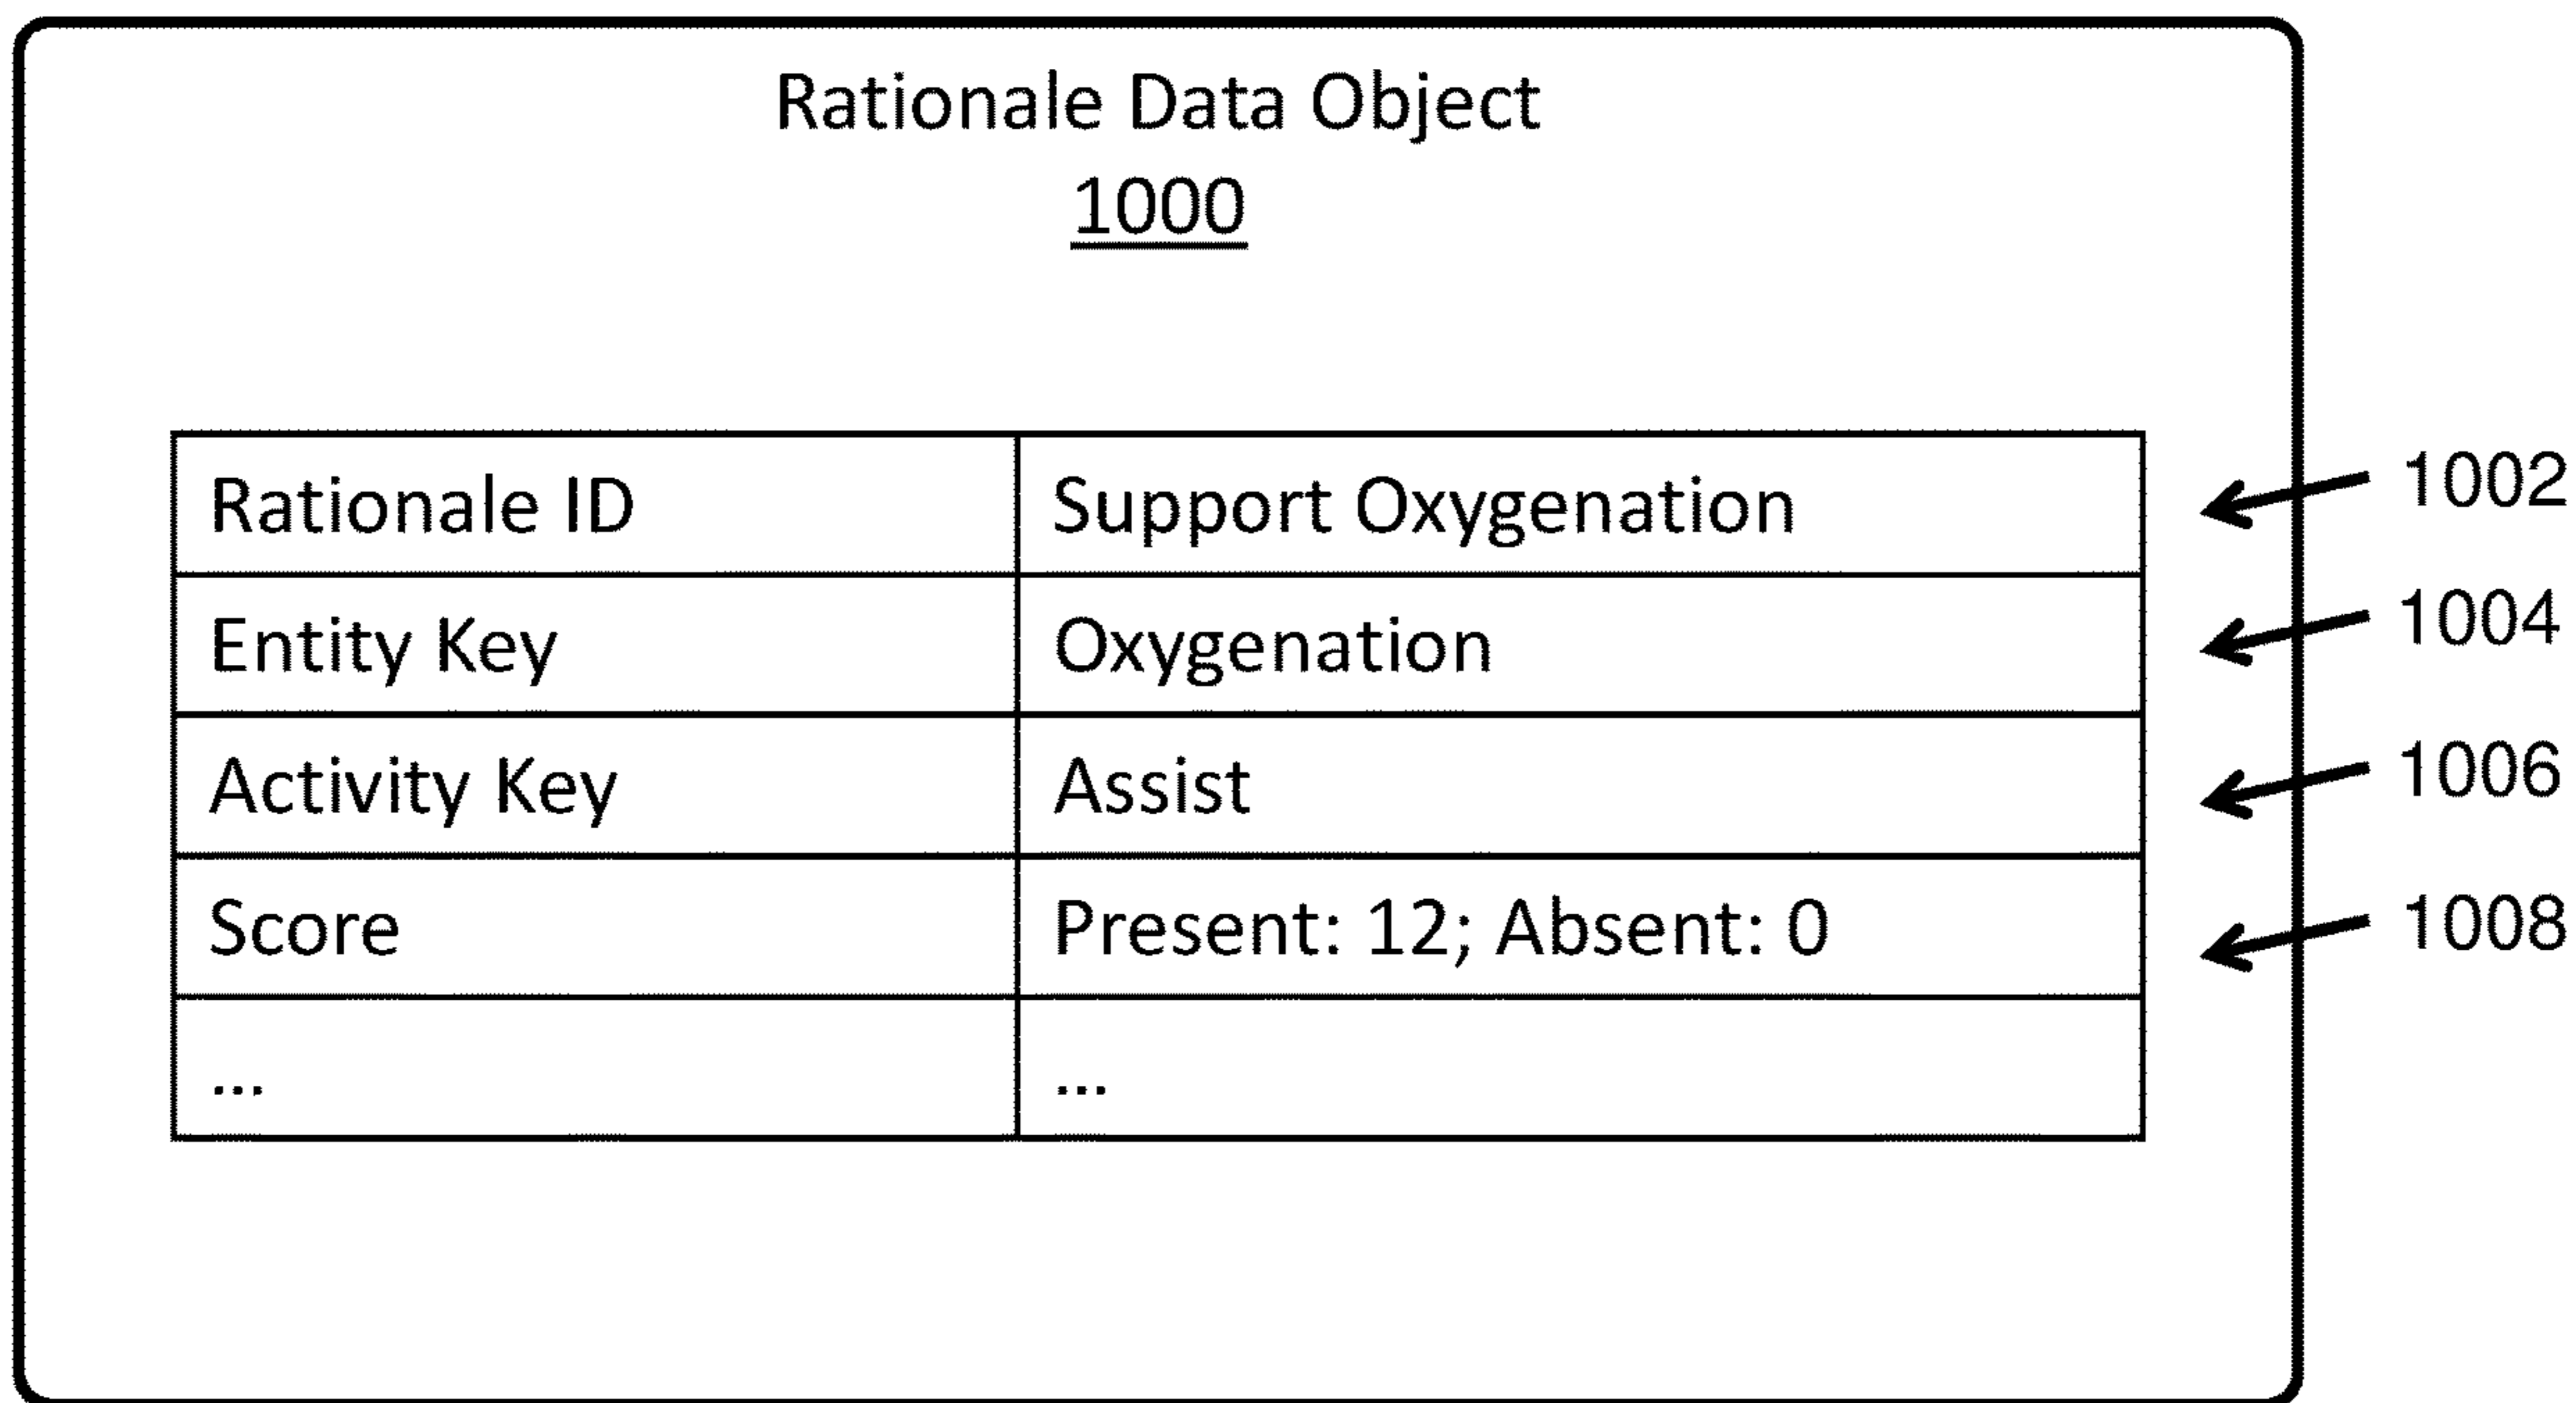 Rationale Data Object
1000
Rationale ID Support Oxygenation 1002
Entity Key Oxygenation 1004
Activity Key Assist 1006
Score Present: 12; Absent: 0 1008
... ...